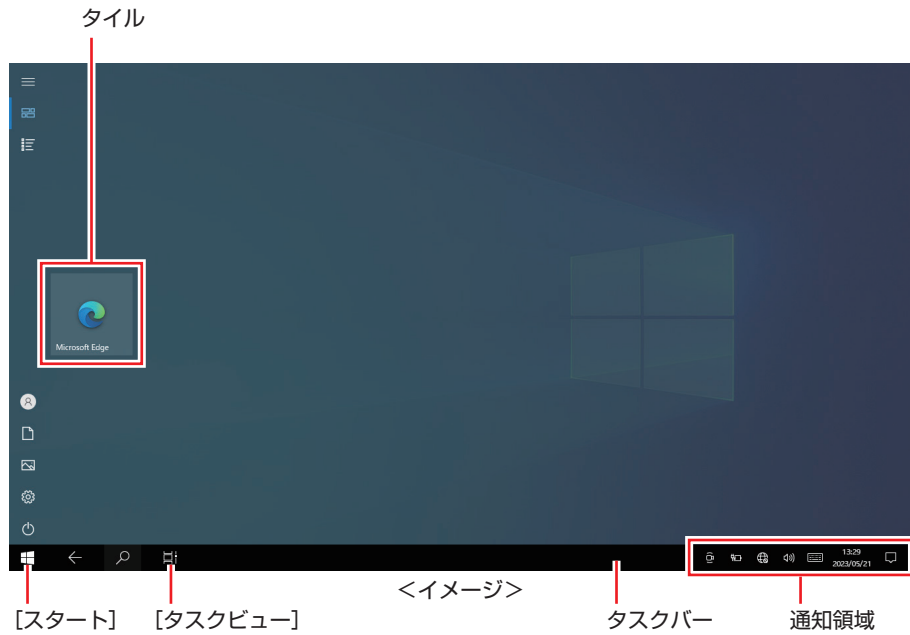 タイル
Microsoft Edge
13:29
2023/05/21
＜イメージ＞
［スタート］
［タスクビュー］
タスクバー
通知領域